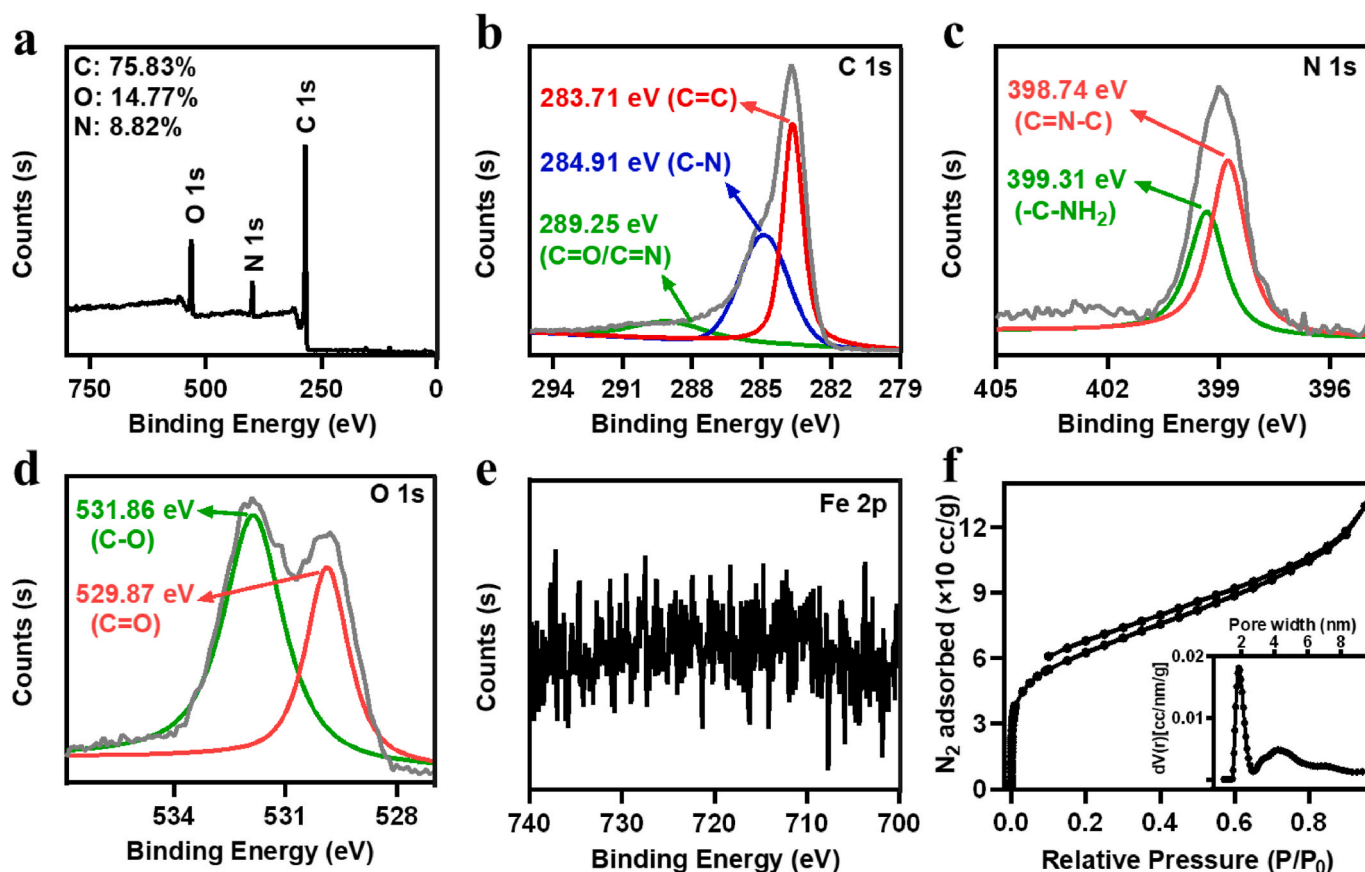 a
C: 75.83%
O: 14.77%
N: 8.82%
O 1s
N 1s
C 1s
Counts (s)
750 500 250 0
Binding Energy (eV)
b
C 1s
283.71 eV (C=C)
284.91 eV (C-N)
289.25 eV
(C=O/C=N)
Counts (s)
294 291 288 285 282 279
Binding Energy (eV)
c
N 1s
398.74 eV
(C=N-C)
399.31 eV
(-C-NH₂)
Counts (s)
405 402 399 396
Binding Energy (eV)
d
O 1s
531.86 eV
(C-O)
529.87 eV
(C=O)
Counts (s)
534 531 528
Binding Energy (eV)
e
Fe 2p
Counts (s)
740 730 720 710 700
Binding Energy (eV)
f
N₂ adsorbed (×10 cc/g)
12
9
6
3
0
0.0 0.2 0.4 0.6 0.8
Relative Pressure (P/P₀)
Pore width (nm)
2 4 6 8
dV(r)[cc/nm/g]
0.02
0.01